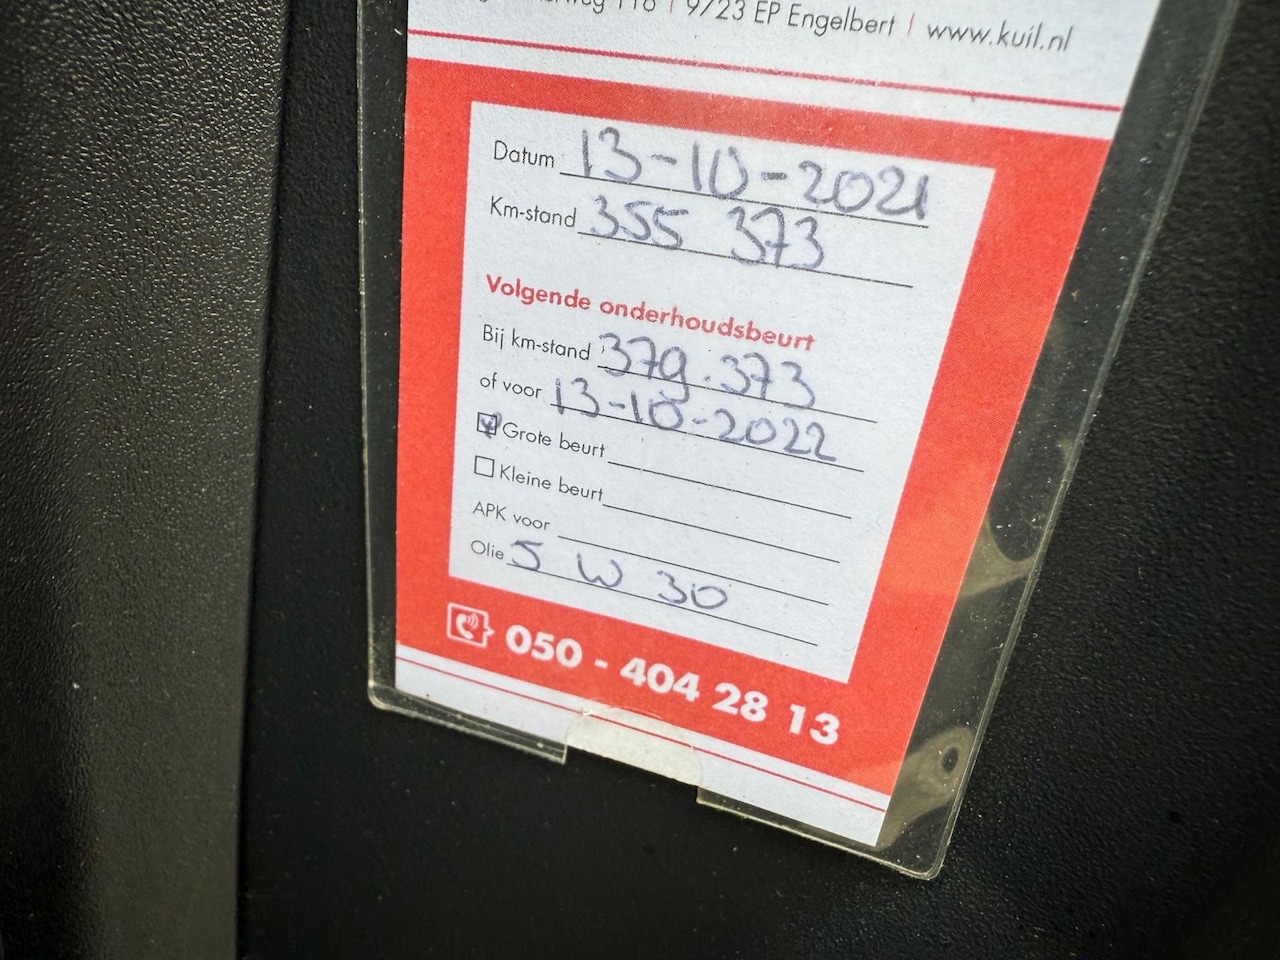 116 | 9723 EP Engelbert | www.kuil.nl
Datum 13-10-2021
Km-stand 355 373
Volgende onderhoudsbeurt
Bij km-stand 379.373
of voor 13-10-2022
Grote beurt
Kleine beurt
APK voor
Olie 5 W 30
050 - 404 28 13